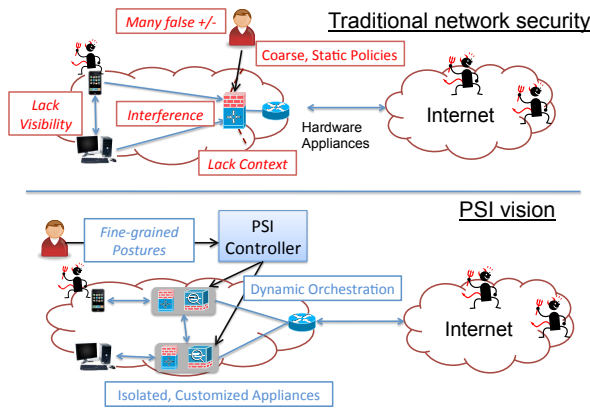 Traditional network security
Many false +/-
Coarse, Static Policies
Lack
Visibility
Interference
Lack Context
Hardware
Appliances
Internet
PSI vision
Fine-grained
Postures
PSI
Controller
Dynamic Orchestration
Internet
Isolated, Customized Appliances